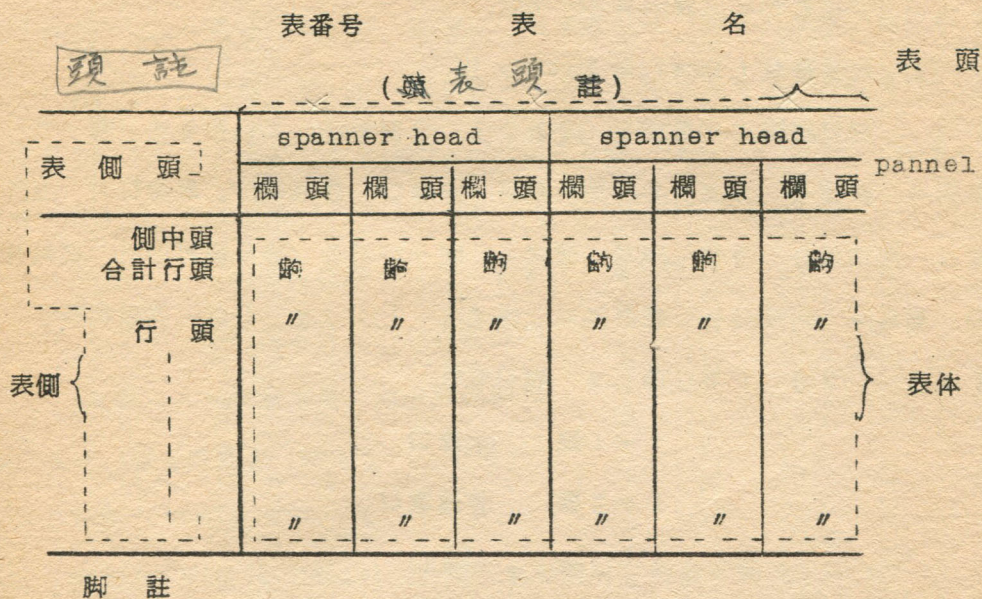 表番号 表 名
頭 註
(頭 表 頭 註)
表 頭
spanner head spanner head
表 側 頭
pannel
欄 頭 欄 頭 欄 頭 欄 頭 欄 頭 欄 頭
側中頭
合計行頭
行 頭 〃 〃 〃 〃 〃 〃
表側
表体
〃 〃 〃 〃 〃 〃
脚 註